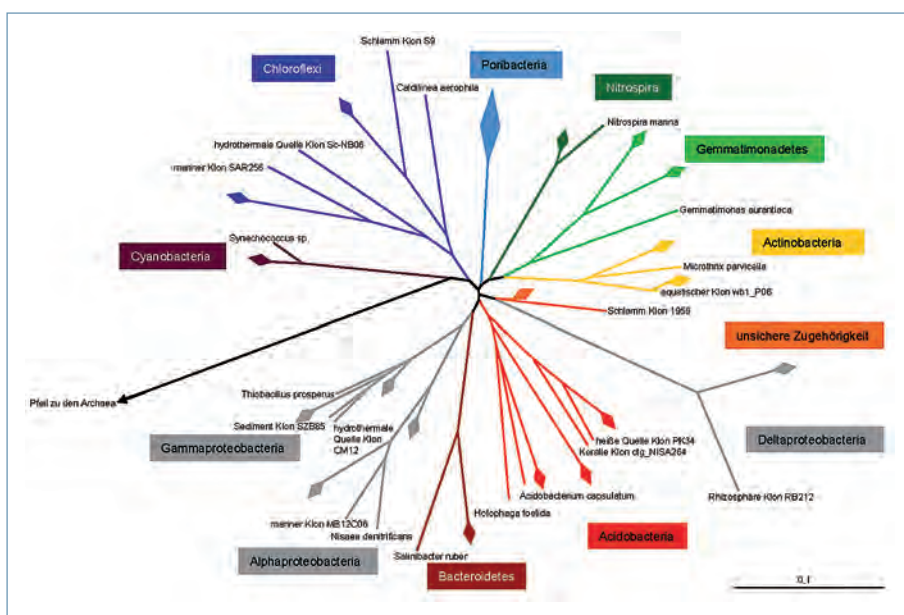 Schlamm Klon S9
Chloroflexi
Poribacteria
Caldilinea aerophila
Nitrospira
Nitrospira marina
hydrothermale Quelle Klon Sc-NB06
Gemmatimonadetes
mariner Klon SAR256
Gemmatimonas aurantiaca
Synechococcus sp.
Actinobacteria
Cyanobacteria
Microthrix parvicella
aquatischer Klon wb1_P06
Schlamm Klon 1959
unsichere Zugehörigkeit
Pfeil zu den Archaea
Thiobacillus prosperus
Sediment Klon SZB85
hydrothermale
Quelle Klon
CM12
Gammaproteobacteria
heiße Quelle Klon PK34
Koralle Klon ctg_NISA264
Deltaproteobacteria
Rhizosphäre Klon RB212
Acidobacterium capsulatum
Holophaga foetida
mariner Klon MB12C06
Nisaea denitrificans
Acidobacteria
Salinibacter ruber
Alphaproteobacteria
Bacteroidetes
0,1